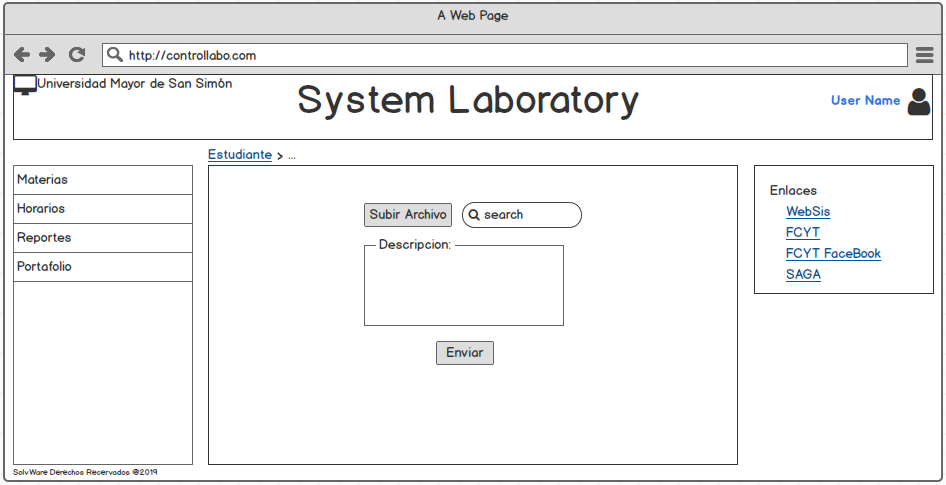 A Web Page
http://controllabo.com
Universidad Mayor de San Simón
System Laboratory
User Name
Estudiante > ...
Materias
Horarios
Reportes
Portafolio
Subir Archivo
search
Descripcion:
Enviar
Enlaces
WebSis
FCYT
FCYT FaceBook
SAGA
SolvWare Derechos Recervados @2019